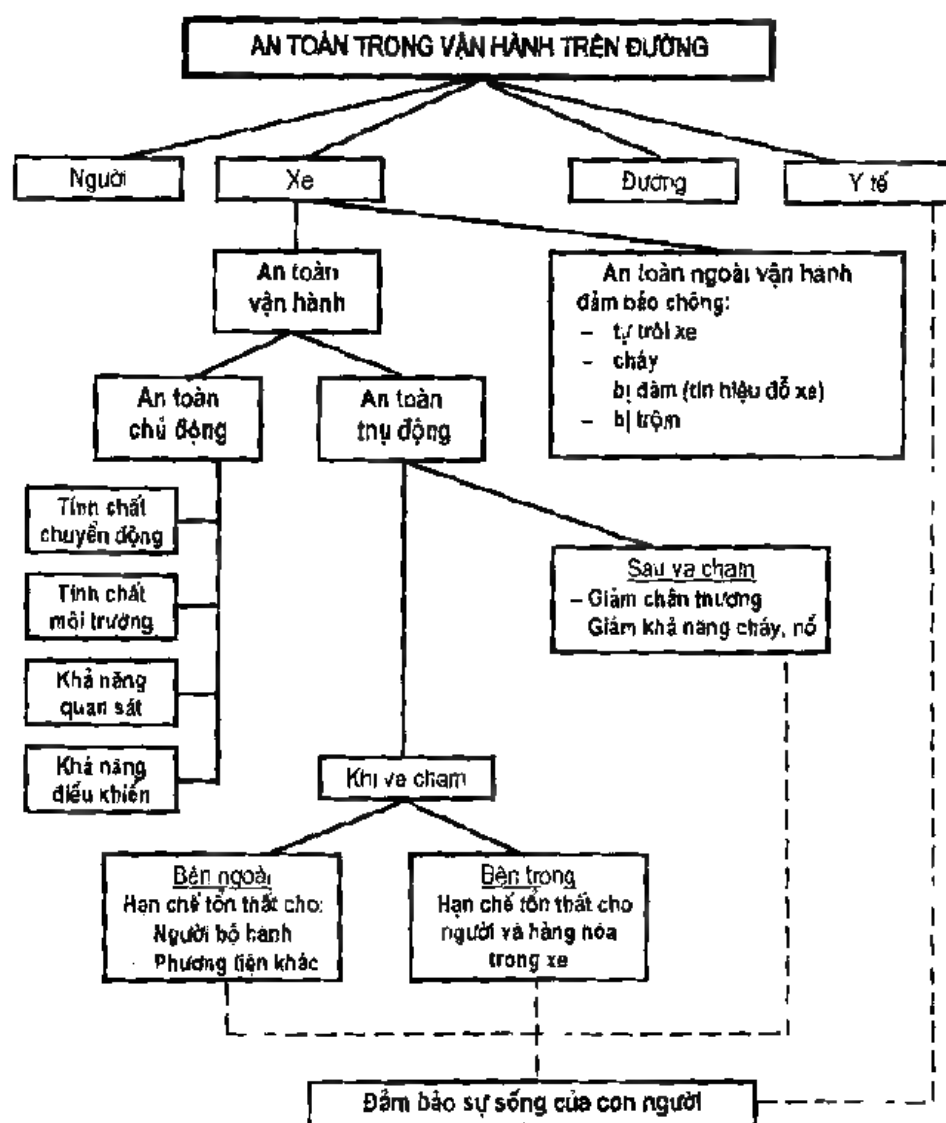 AN TOÀN TRONG VẬN HÀNH TRÊN ĐƯỜNG
Người
Xe
Đường
Y tế
An toàn
vận hành
An toàn ngoài vận hành
đảm bảo chống:
– tự trôi xe
– cháy
bị đâm (tín hiệu đỗ xe)
– bị trộm
An toàn
chủ động
An toàn
thụ động
Tính chất
chuyển động
Tính chất
môi trường
Khả năng
quan sát
Khả năng
điều khiển
Sau va chạm
– Giảm chấn thương
Giảm khả năng cháy, nổ
Khi va chạm
Bên ngoài
Hạn chế tổn thất cho:
Người bộ hành
- Phương tiện khác
Bên trong
Hạn chế tổn thất cho
người và hàng hóa
trong xe
Đảm bảo sự sống của con người